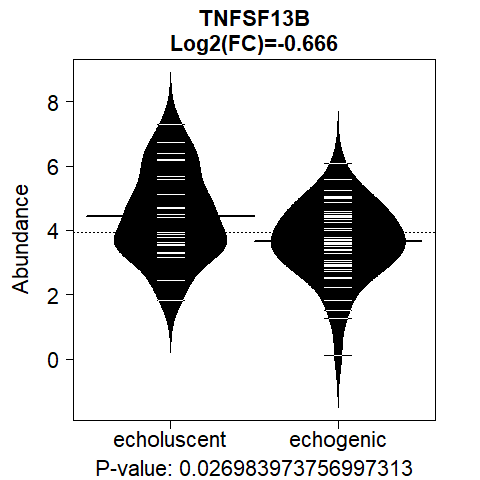 TNFSF13B
Log2(FC)=-0.666
Abundance
8
6
4
2
0
echoluscent echogenic
P-value: 0.026983973756997313